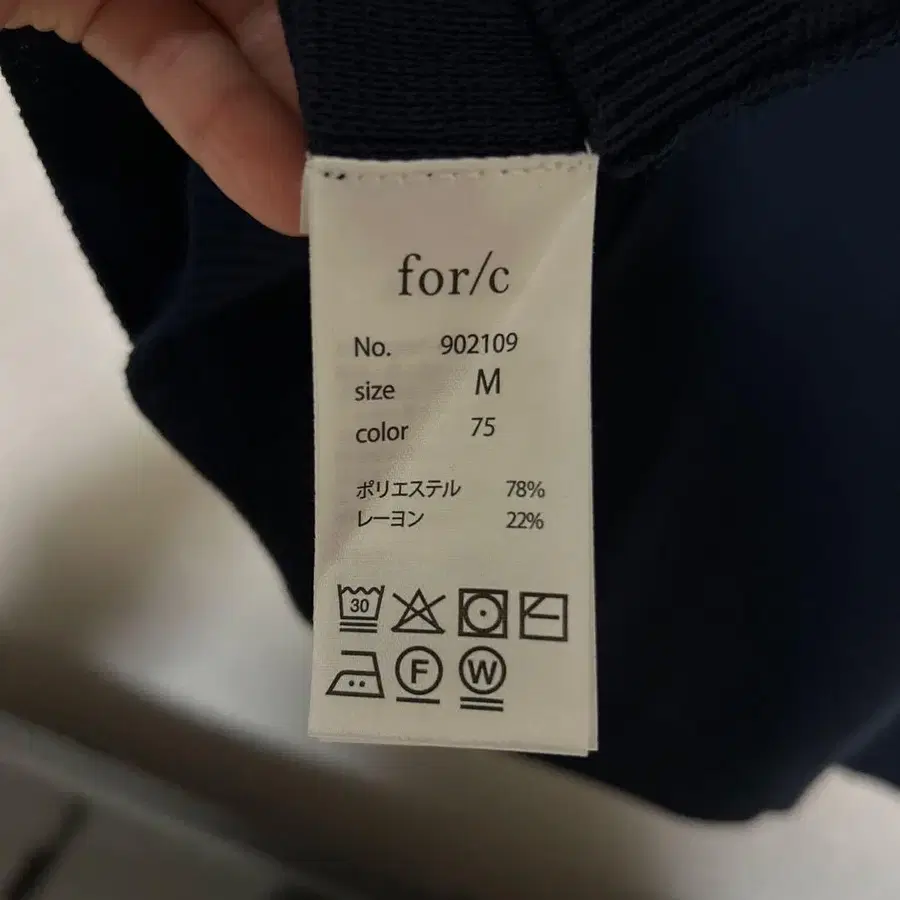 for/c
No. 902109
size M
color 75
ポリエステル 78%
レーヨン 22%
30
F W